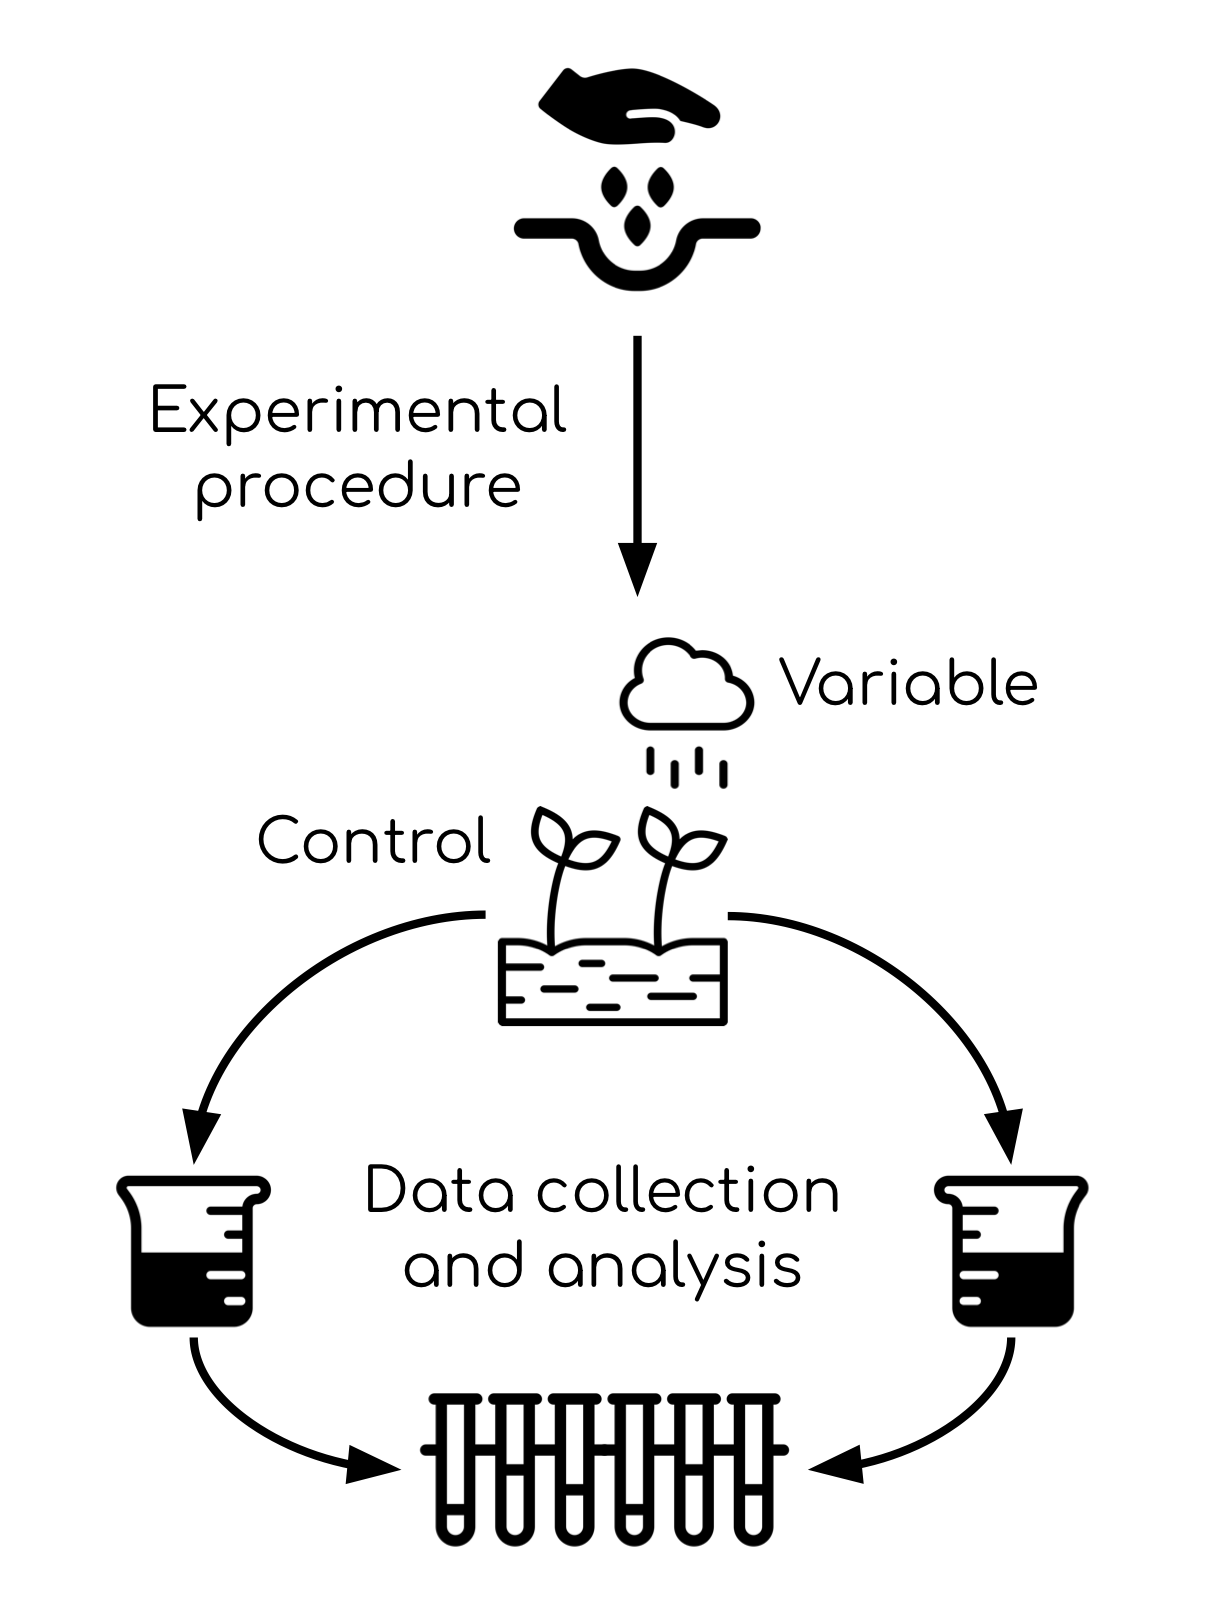 Experimental
procedure
Variable
Control
Data collection
and analysis